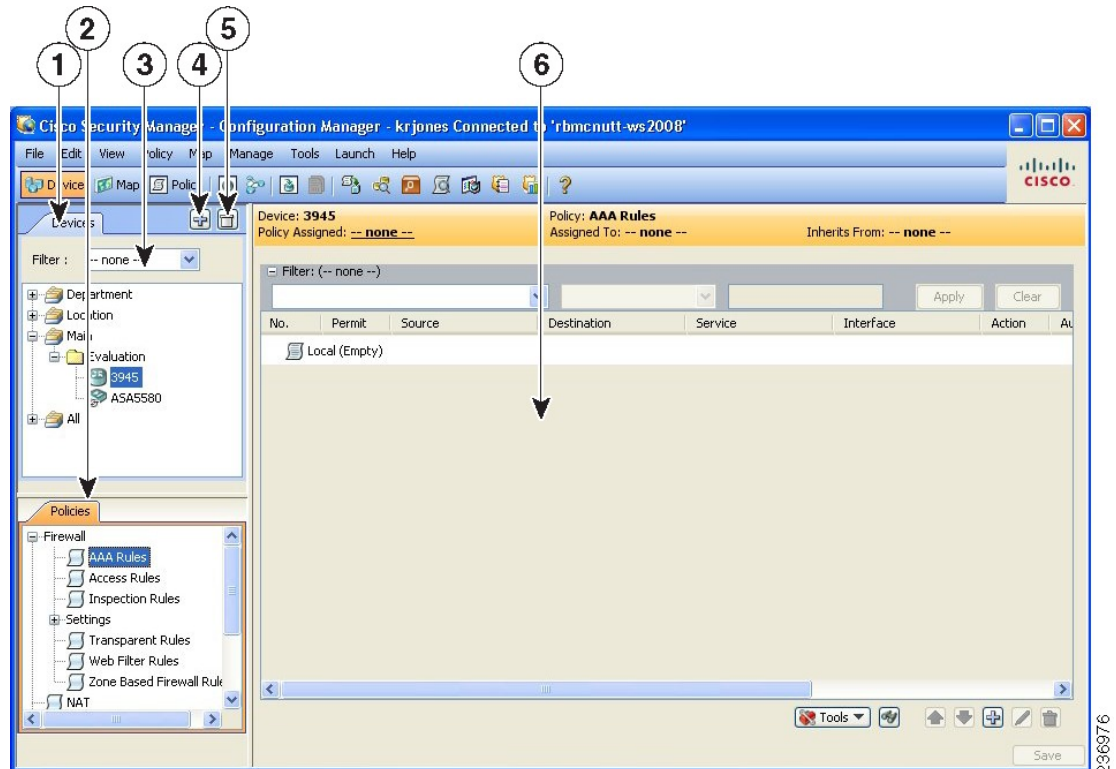 2 5
1 3 4 6
Cisco Security Manager - Configuration Manager - krjones Connected to 'rbmcnutt-ws2008'
File Edit View Policy Map Manage Tools Launch Help
Device Map Polic ?
CISCO
Devices
Device: 3945 Policy: AAA Rules
Policy Assigned: -- none -- Assigned To: -- none -- Inherits From: -- none --
Filter : -- none --
Filter: (-- none --)
Apply Clear
Department
Location
Main
Evaluation
3945
ASA5580
All
No. Permit Source Destination Service Interface Action Au
Local (Empty)
Policies
Firewall
AAA Rules
Access Rules
Inspection Rules
Settings
Transparent Rules
Web Filter Rules
Zone Based Firewall Rule
NAT
Tools
Save
236976